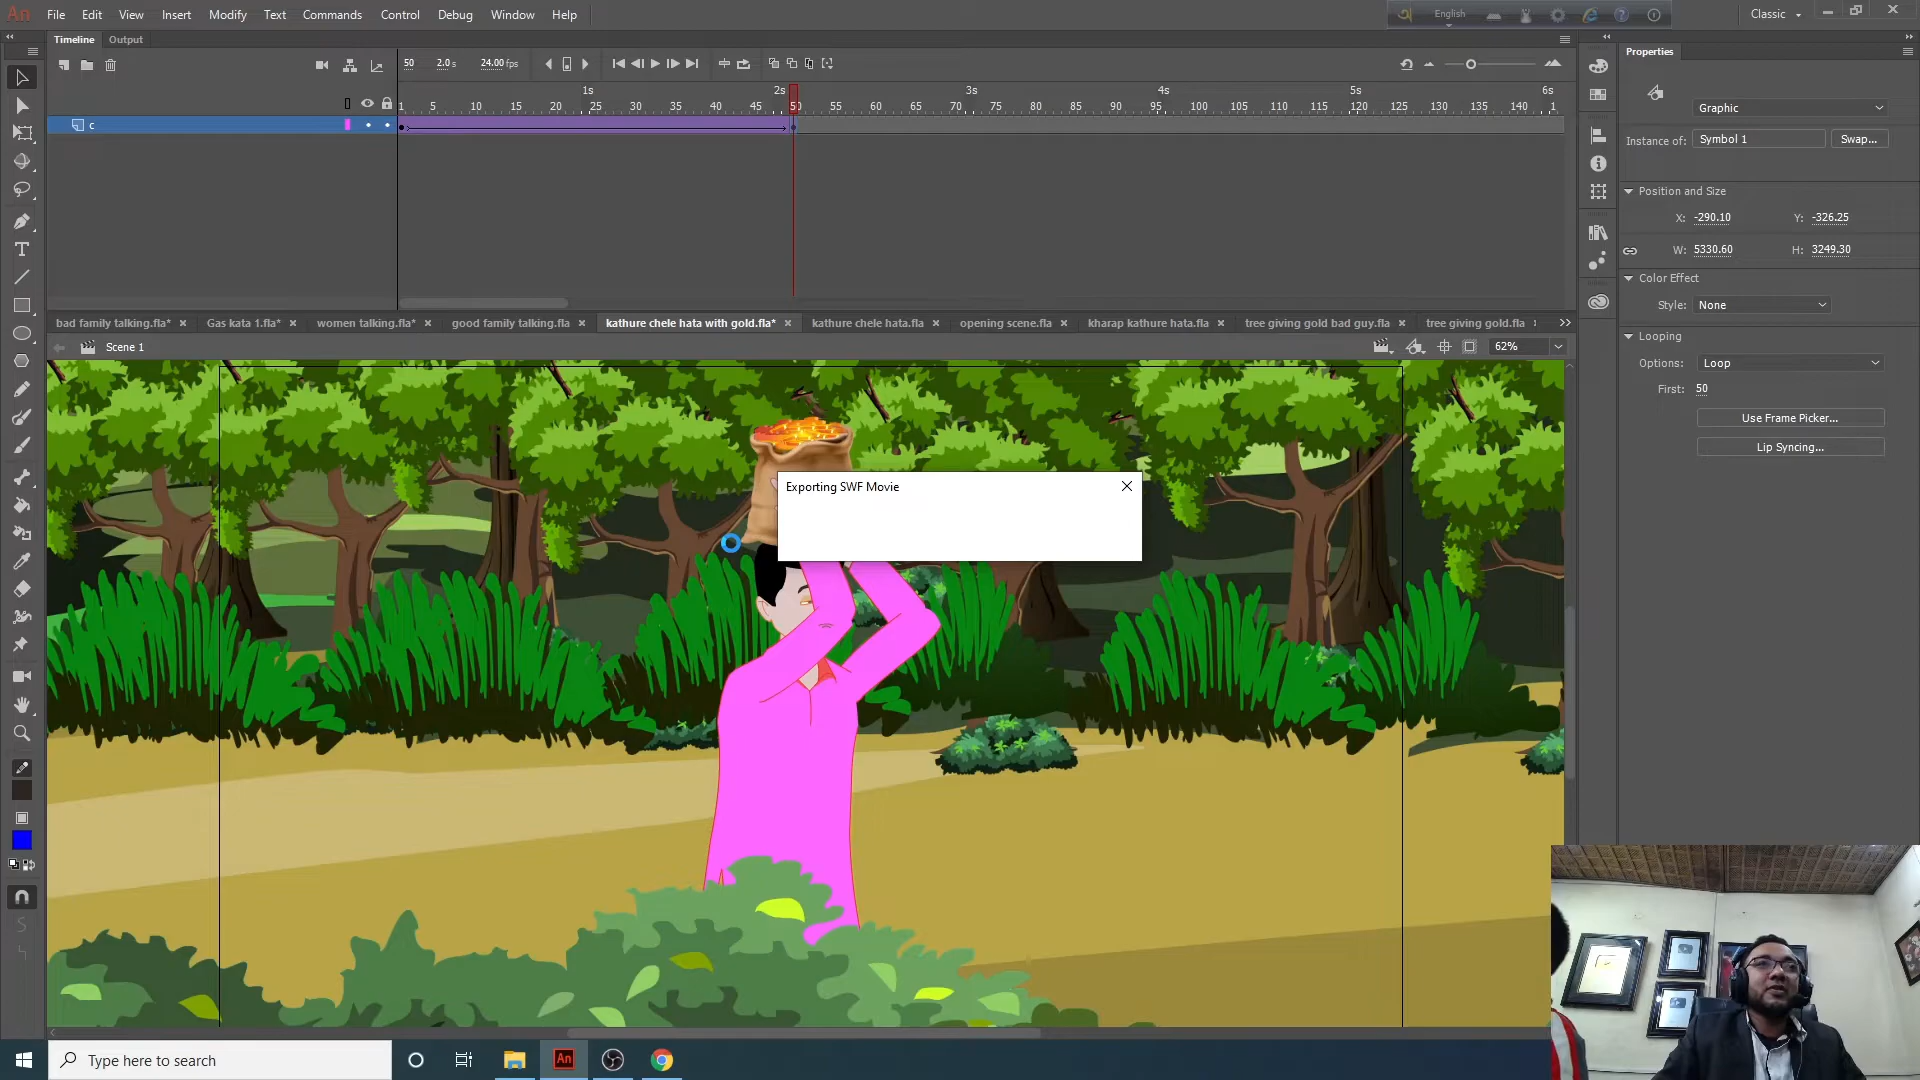 An File Edit View Insert Modify Text Commands Control Debug Window Help
English
Classic
Timeline Output
50 2.0 s 24.00 fps
1s 2s 3s 4s 5s 6s
1 5 10 15 20 25 30 35 40 45 50 55 60 65 70 75 80 85 90 95 100 105 110 115 120 125 130 135 140 1
c
bad family talking.fla* Gas kata 1.fla* women talking.fla* good family talking.fla kathure chele hata with gold.fla* kathure chele hata.fla opening scene.fla kharap kathure hata.fla tree giving gold bad guy.fla tree giving gold.fla
Scene 1
62%
Exporting SWF Movie
Properties
Graphic
Instance of: Symbol 1 Swap...
Position and Size
X: -290.10 Y: -326.25
W: 5330.60 H: 3249.30
Color Effect
Style: None
Looping
Options: Loop
First: 50
Use Frame Picker...
Lip Syncing...
Type here to search
An